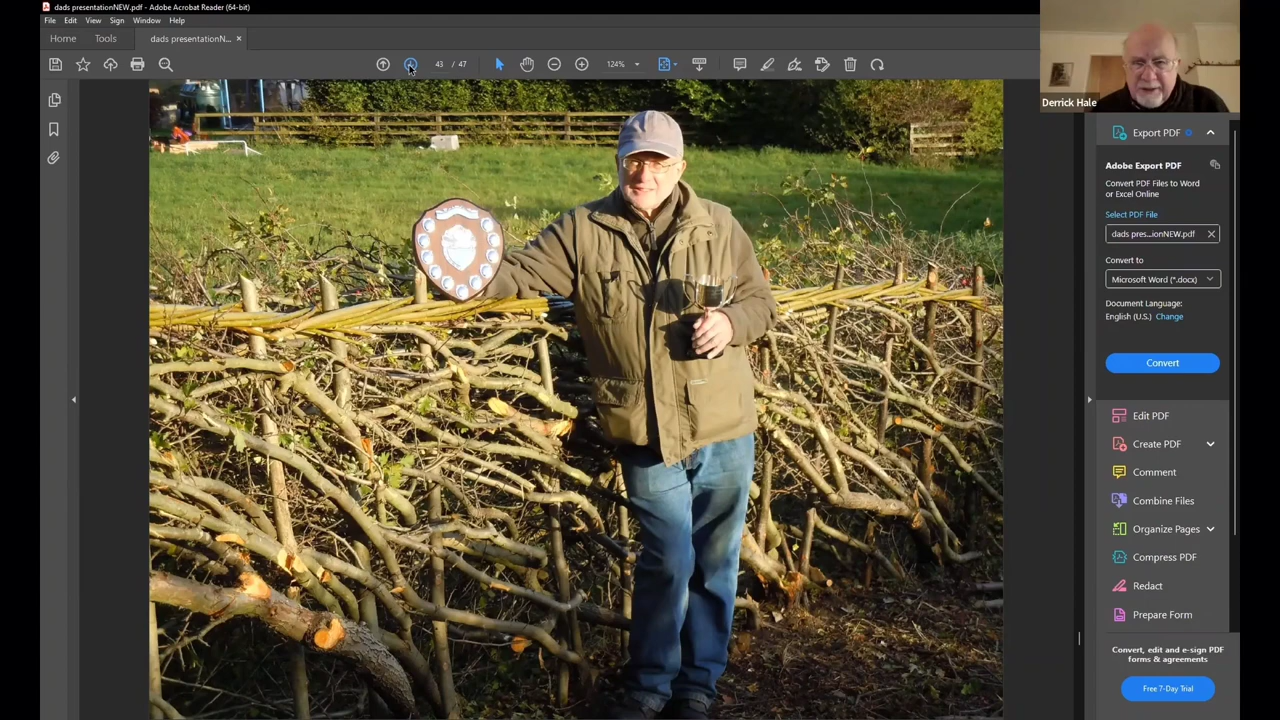 dads presentationNEW.pdf - Adobe Acrobat Reader (64-bit)
File Edit View Sign Window Help
Home Tools dads presentationN... ×
43 / 47 124%
Derrick Hale
Export PDF
Adobe Export PDF
Convert PDF Files to Word
or Excel Online
Select PDF File
dads pres...ionNEW.pdf
Convert to
Microsoft Word (*.docx)
Document Language:
English (U.S.) Change
Convert
Edit PDF
Create PDF
Comment
Combine Files
Organize Pages
Compress PDF
Redact
Prepare Form
Convert, edit and e-sign PDF
forms & agreements
Free 7-Day Trial